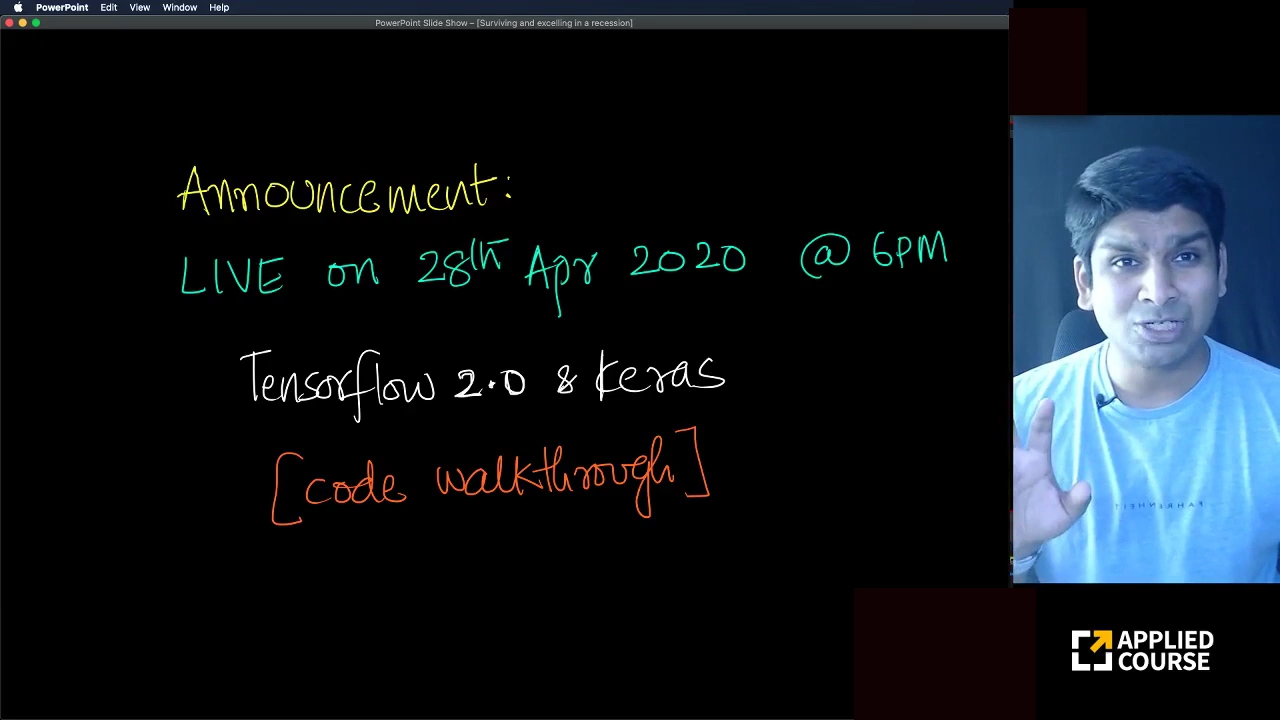 PowerPoint Edit View Window Help
PowerPoint Slide Show – [Surviving and excelling in a recession]
Announcement:
LIVE on 28th Apr 2020 @ 6PM
Tensorflow 2.0 & Keras
[code walkthrough]
FAHRENHEIT
APPLIED
COURSE